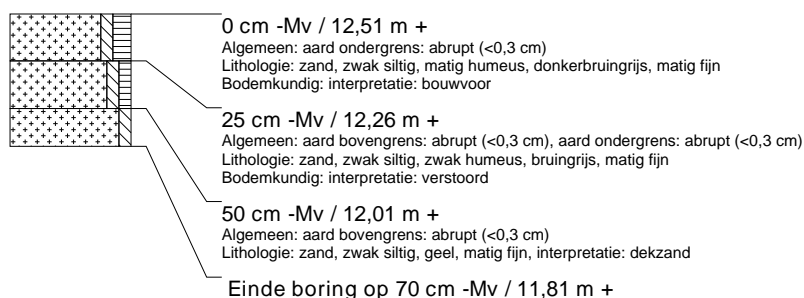 0 cm -Mv / 12,51 m +
Algemeen: aard ondergrens: abrupt (<0,3 cm)
Lithologie: zand, zwak siltig, matig humeus, donkerbruingrijs, matig fijn
Bodemkundig: interpretatie: bouwvoor
25 cm -Mv / 12,26 m +
Algemeen: aard bovengrens: abrupt (<0,3 cm), aard ondergrens: abrupt (<0,3 cm)
Lithologie: zand, zwak siltig, zwak humeus, bruingrijs, matig fijn
Bodemkundig: interpretatie: verstoord
50 cm -Mv / 12,01 m +
Algemeen: aard bovengrens: abrupt (<0,3 cm)
Lithologie: zand, zwak siltig, geel, matig fijn, interpretatie: dekzand
Einde boring op 70 cm -Mv / 11,81 m +